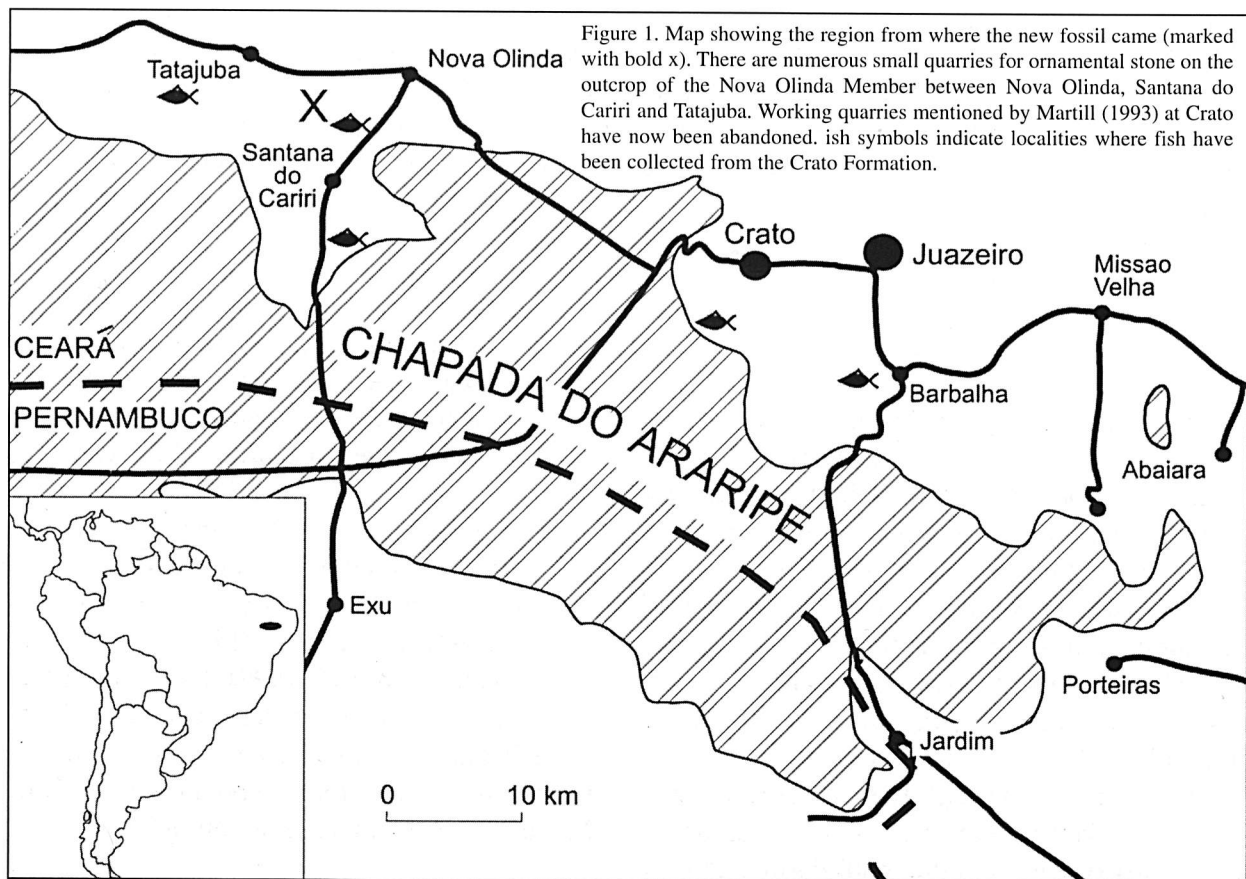 Figure 1. Map showing the region from where the new fossil came (marked
with bold x). There are numerous small quarries for ornamental stone on the
outcrop of the Nova Olinda Member between Nova Olinda, Santana do
Cariri and Tatajuba. Working quarries mentioned by Martill (1993) at Crato
have now been abandoned. ish symbols indicate localities where fish have
been collected from the Crato Formation.
Tatajuba
Nova Olinda
X
Santana
do
Cariri
Crato
Juazeiro
Missao
Velha
CEARÁ
PERNAMBUCO
CHAPADA DO ARARIPE
Barbalha
Abaiara
Exu
Porteiras
Jardim
0 10 km